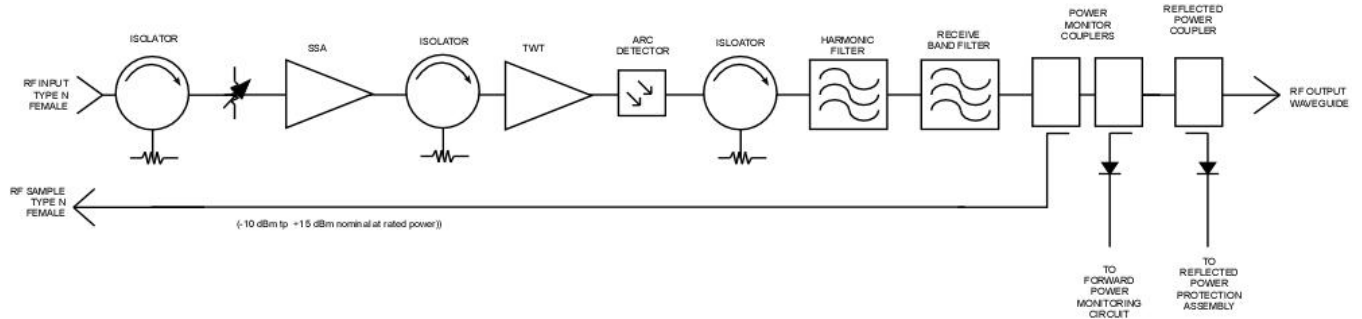 RF INPUT
TYPE N
FEMALE
ISOLATOR
SSA
ISOLATOR
TWT
ARC
DETECTOR
ISLOATOR
HARMONIC
FILTER
RECEIVE
BAND FILTER
POWER
MONITOR
COUPLERS
REFLECTED
POWER
COUPLER
RF OUTPUT
WAVEGUIDE
RF SAMPLE
TYPE N
FEMALE
(-10 dBm tp +15 dBm nominal at rated power))
TO
FORWARD
POWER
MONITORING
CIRCUIT
TO
REFLECTED
POWER
PROTECTION
ASSEMBLY